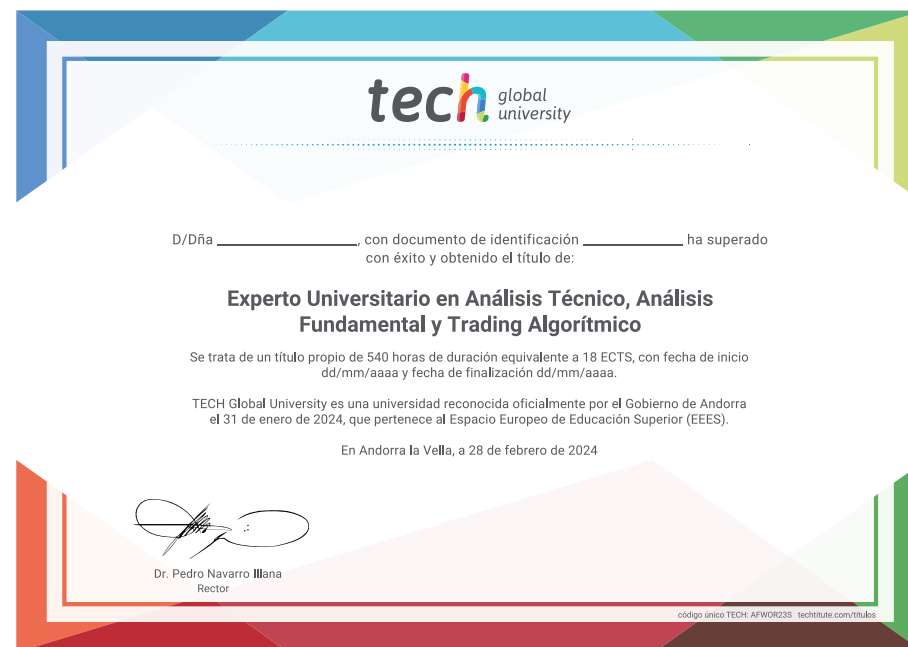 tech global university
D/Dña ____________________, con documento de identificación ______________ ha superado
con éxito y obtenido el título de:
Experto Universitario en Análisis Técnico, Análisis
Fundamental y Trading Algorítmico
Se trata de un título propio de 540 horas de duración equivalente a 18 ECTS, con fecha de inicio
dd/mm/aaaa y fecha de finalización dd/mm/aaaa.
TECH Global University es una universidad reconocida oficialmente por el Gobierno de Andorra
el 31 de enero de 2024, que pertenece al Espacio Europeo de Educación Superior (EEES).
En Andorra la Vella, a 28 de febrero de 2024
Dr. Pedro Navarro Illana
Rector
código único TECH: AFWOR23S techtitute.com/titulos